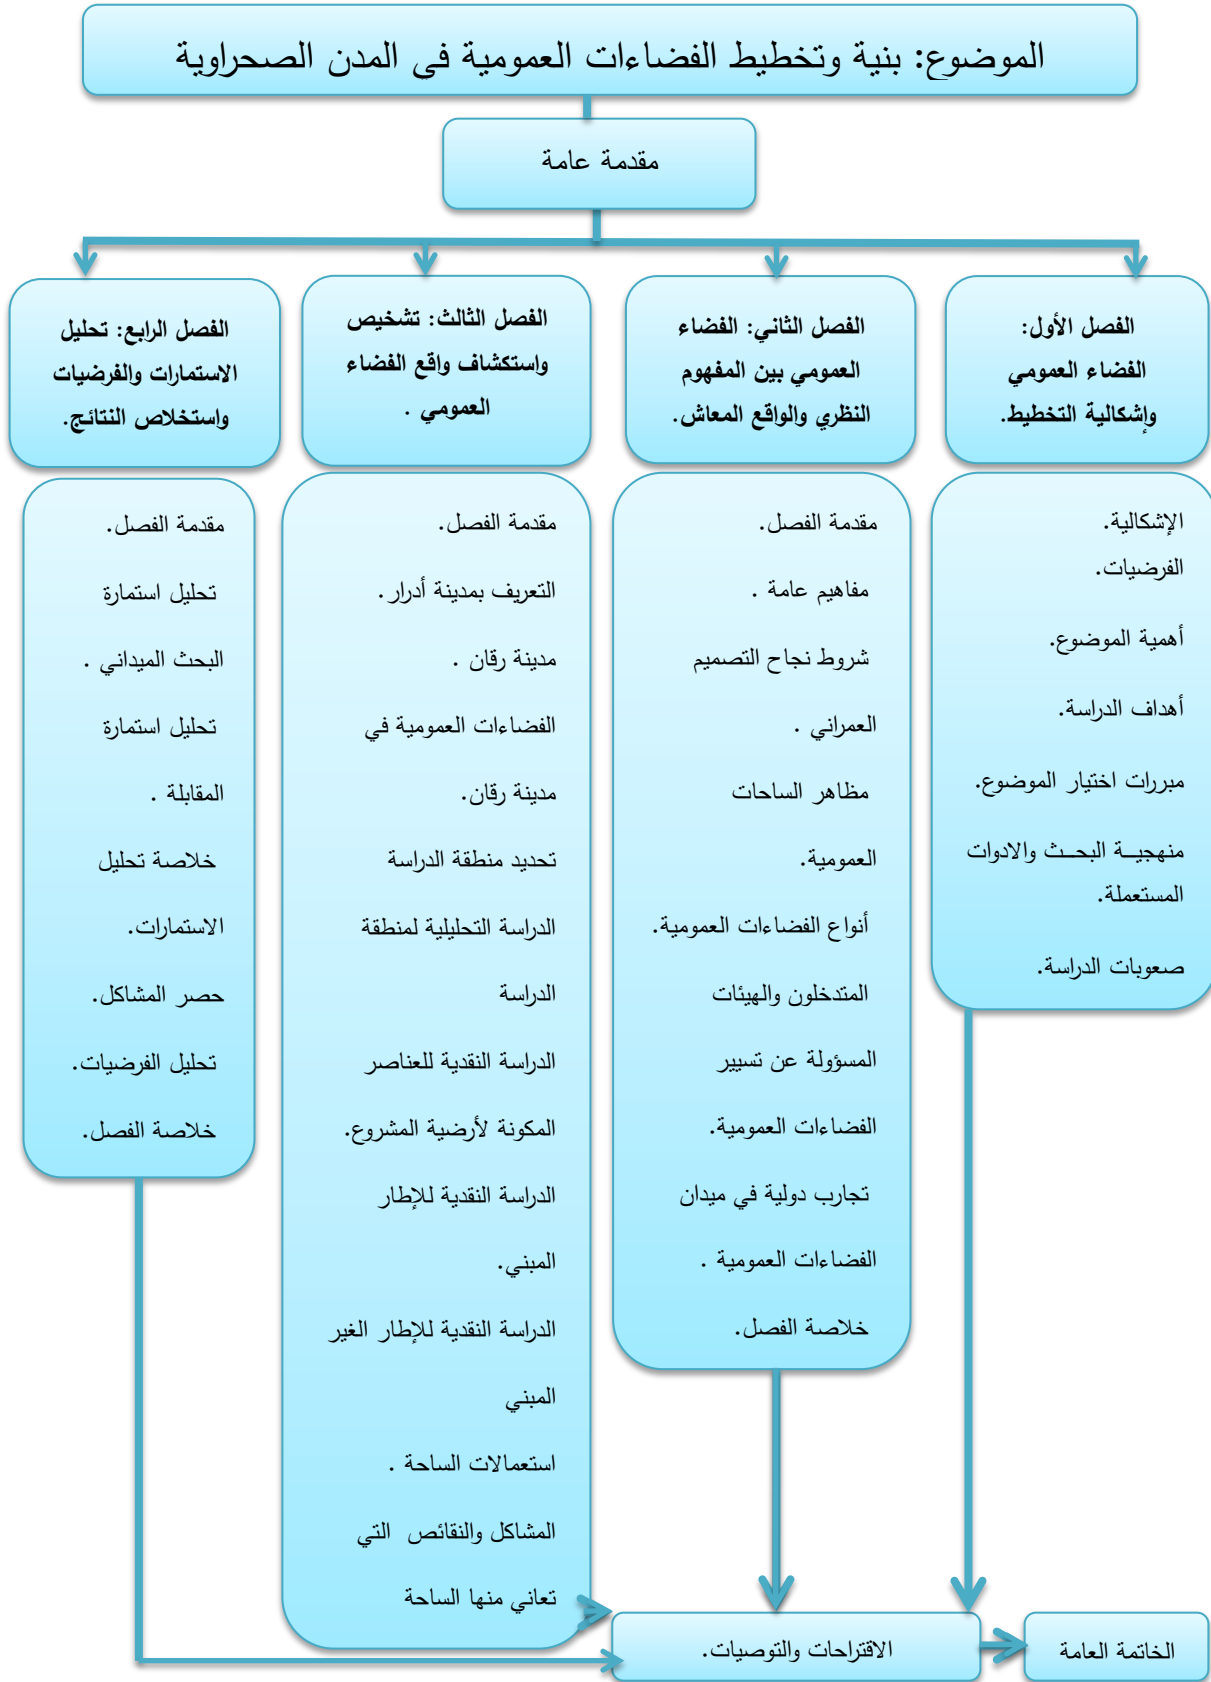 الموضوع: بنية وتخطيط الفضاءات العمومية في المدن الصحراوية
مقدمة عامة
الفصل الأول:
الفضاء العمومي
وإشكالية التخطيط.
الإشكالية.
الفرضيات.
أهمية الموضوع.
أهداف الدراسة.
مبررات اختيار الموضوع.
منهجية البحث والادوات
المستعملة.
صعوبات الدراسة.
الفصل الثاني: الفضاء
العمومي بين المفهوم
النظري والواقع المعاش.
مقدمة الفصل.
مفاهيم عامة .
شروط نجاح التصميم
العمراني .
مظاهر الساحات
العمومية.
أنواع الفضاءات العمومية.
المتدخلون والهيئات
المسؤولة عن تسيير
الفضاءات العمومية.
تجارب دولية في ميدان
الفضاءات العمومية .
خلاصة الفصل.
الفصل الثالث: تشخيص
واستكشاف واقع الفضاء
العمومي .
مقدمة الفصل.
التعريف بمدينة أدرار.
مدينة رقان .
الفضاءات العمومية في
مدينة رقان.
تحديد منطقة الدراسة
الدراسة التحليلية لمنطقة
الدراسة
الدراسة النقدية للعناصر
المكونة لأرضية المشروع.
الدراسة النقدية للإطار
المبني.
الدراسة النقدية للإطار الغير
المبني
استعمالات الساحة .
المشاكل والنقائص التي
تعاني منها الساحة
الفصل الرابع: تحليل
الاستمارات والفرضيات
واستخلاص النتائج.
مقدمة الفصل.
تحليل استمارة
البحث الميداني .
تحليل استمارة
المقابلة .
خلاصة تحليل
الاستمارات.
حصر المشاكل.
تحليل الفرضيات.
خلاصة الفصل.
الاقتراحات والتوصيات.
الخاتمة العامة